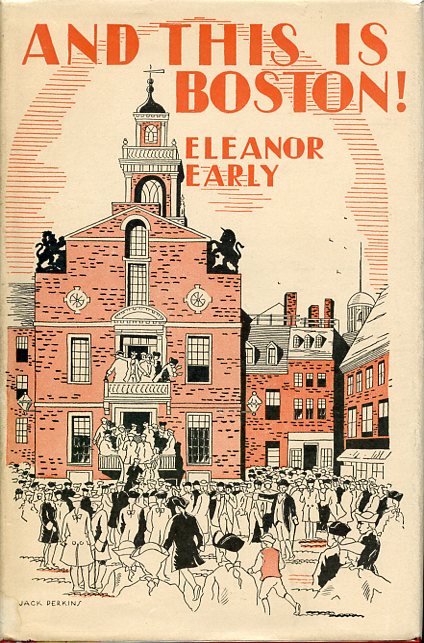 AND THIS IS
BOSTON!
ELEANOR
EARLY
JACK PERKINS